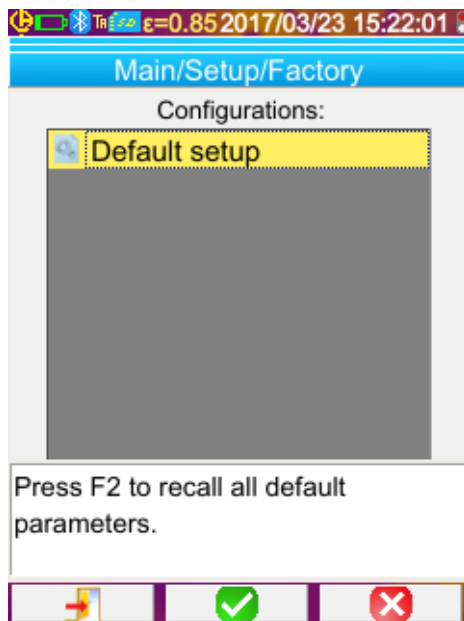 ε=0.85 2017/03/23 15:22:01
Main/Setup/Factory
Configurations:
Default setup
Press F2 to recall all default
parameters.